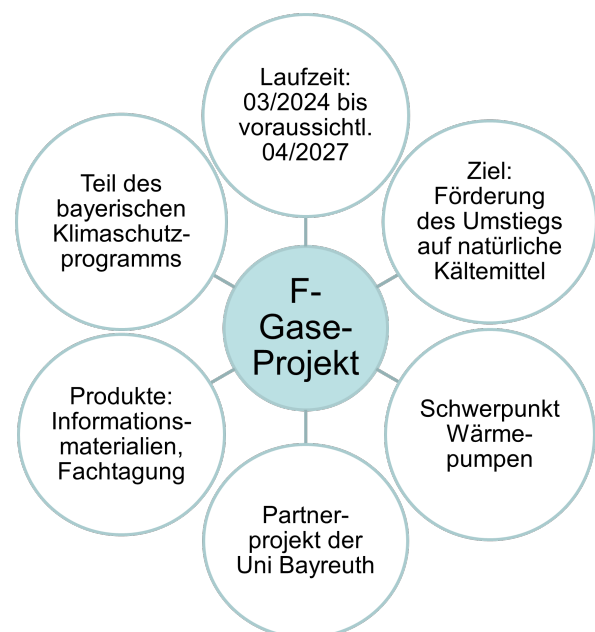 Laufzeit:
03/2024 bis
voraussichtl.
04/2027
Ziel:
Förderung
des Umstiegs
auf natürliche
Kältemittel
Schwerpunkt
Wärme-
pumpen
Partner-
projekt der
Uni Bayreuth
Produkte:
Informations-
materialien,
Fachtagung
Teil des
bayerischen
Klimaschutz-
programms
F-
Gase-
Projekt